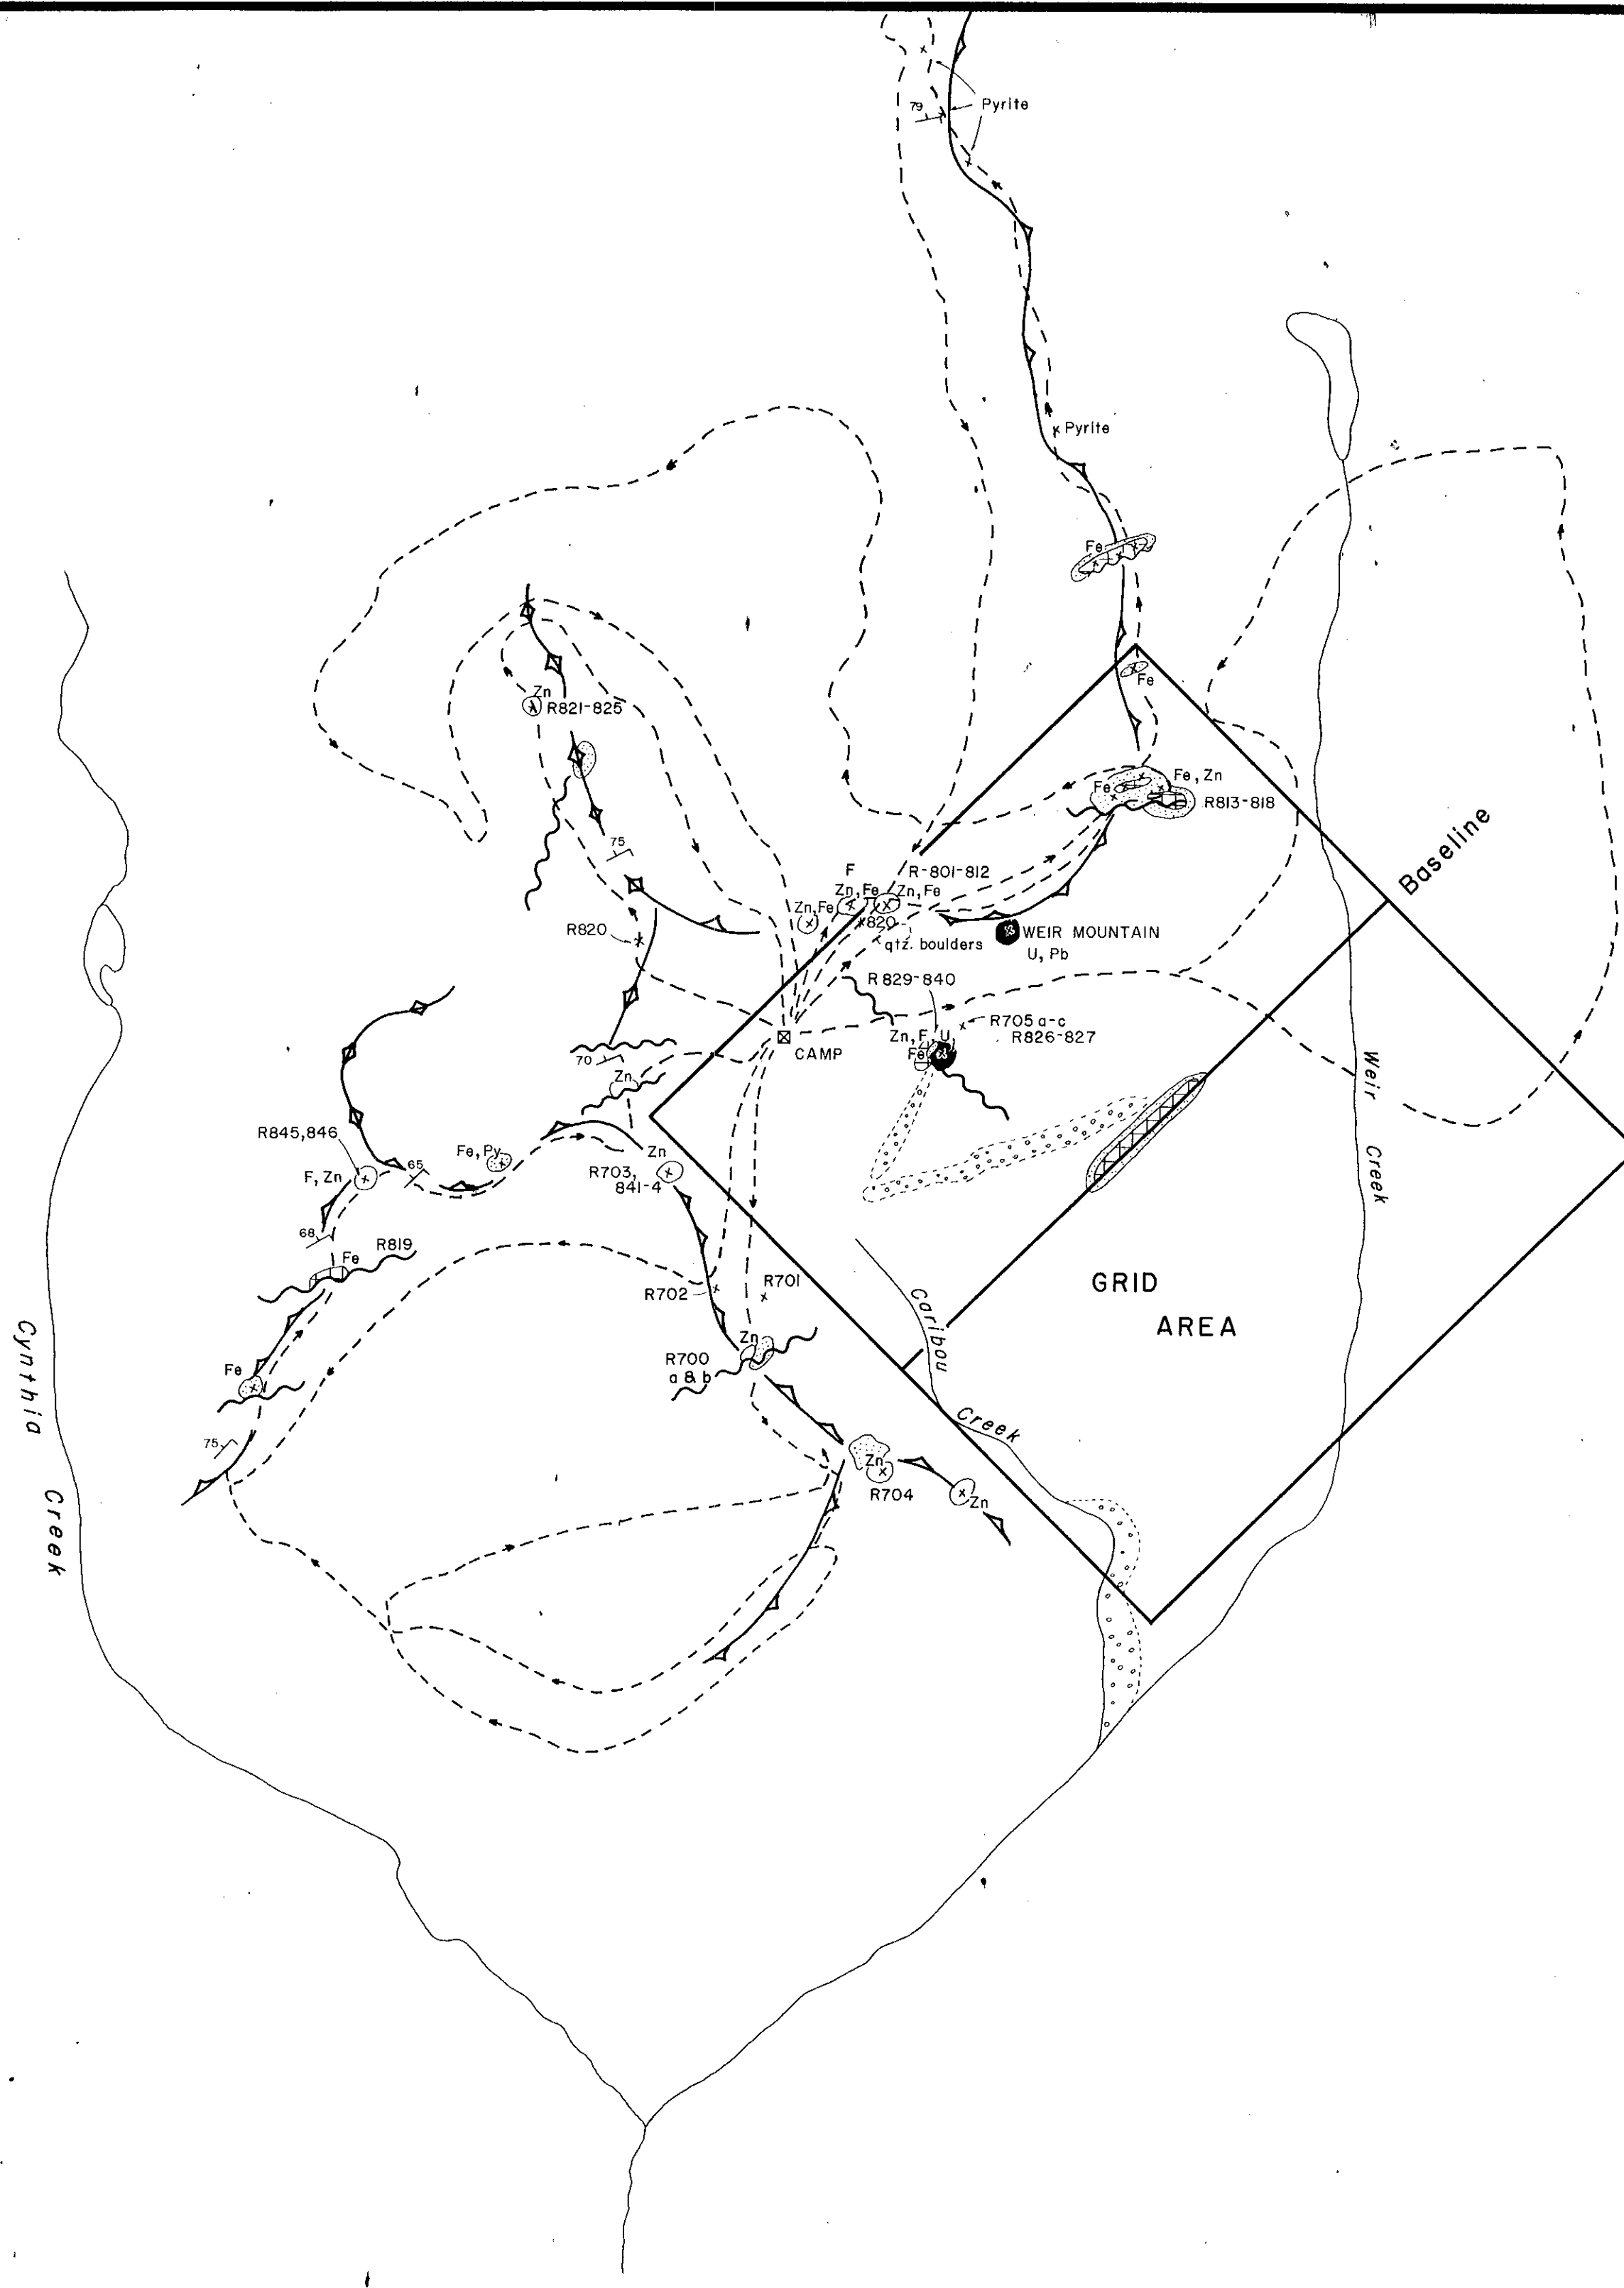 79
Pyrite
Pyrite
Fe
Fe
Zn
R821-825
Fe, Zn
Fe
R813-818
Baseline
75
F
R-801-812
Zn, Fe
Zn, Fe
Zn, Fe
820
R820
WEIR MOUNTAIN
qtz. boulders
U, Pb
R829-840
R705 a-c
Zn, F, U,
R826-827
CAMP
Fe
70
Zn
Weir
Creek
R845,846
Fe, Py
Zn
65
F, Zn
R703,
841-4
68
R819
Fe
GRID
AREA
R701
R702
Caribou
Creek
Zn
R700
a & b
Fe
75
Zn
R704
Zn
Cynthia
Creek